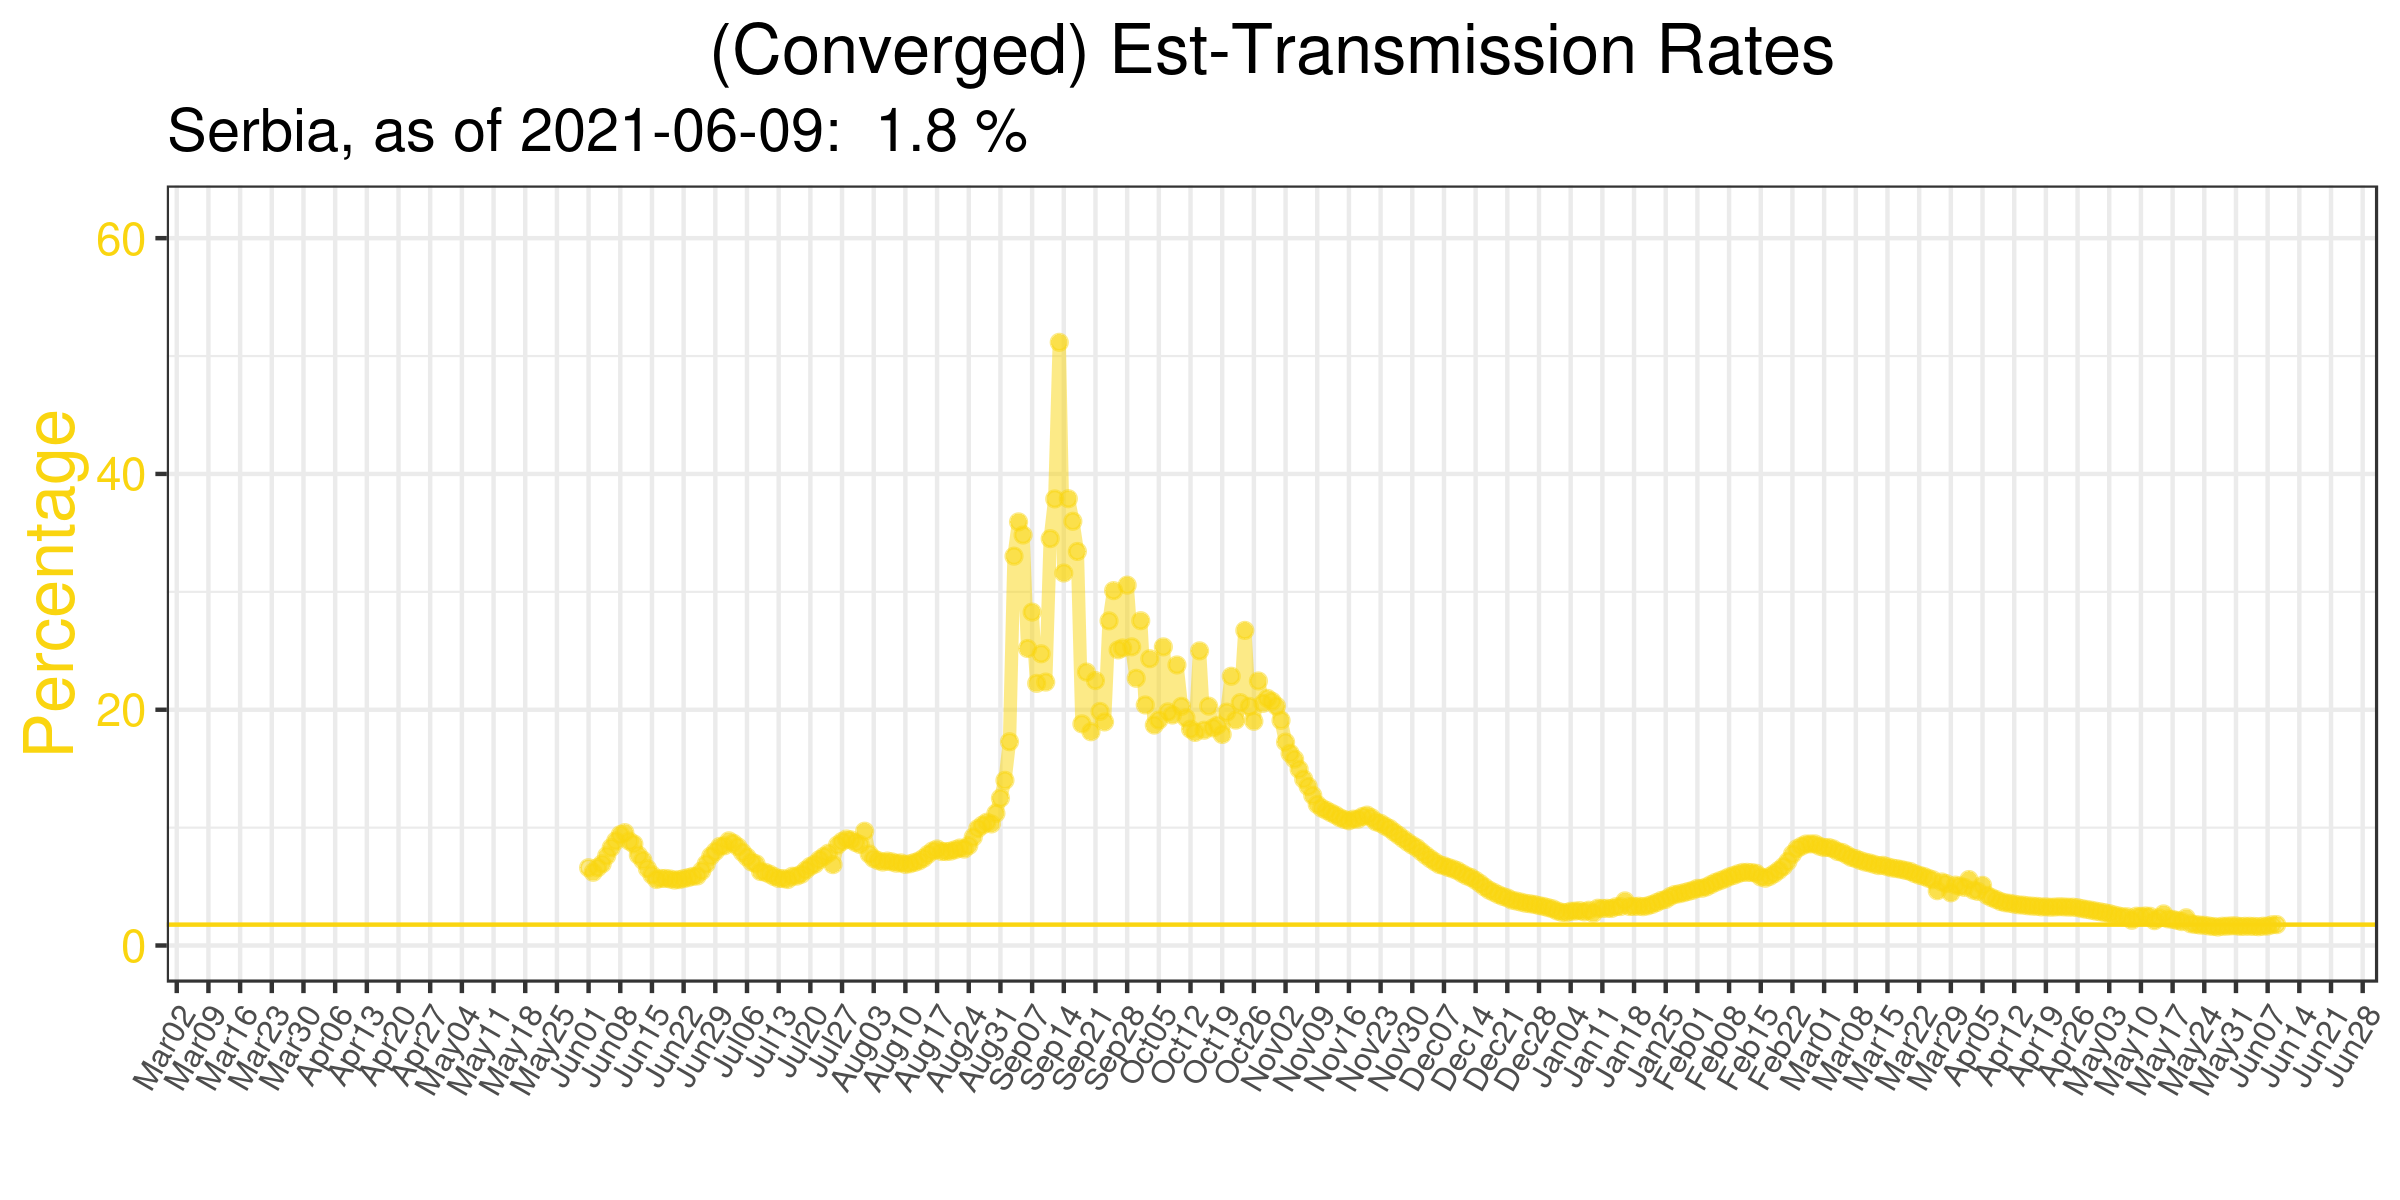 (Converged) Est-Transmission Rates
Serbia, as of 2021-06-09:  1.8 %
Percentage
60
40
20
0
Mar02
Mar09
Mar16
Mar23
Mar30
Apr06
Apr13
Apr20
Apr27
May04
May11
May18
May25
Jun01
Jun08
Jun15
Jun22
Jun29
Jul06
Jul13
Jul20
Jul27
Aug03
Aug10
Aug17
Aug24
Aug31
Sep07
Sep14
Sep21
Sep28
Oct05
Oct12
Oct19
Oct26
Nov02
Nov09
Nov16
Nov23
Nov30
Dec07
Dec14
Dec21
Dec28
Jan04
Jan11
Jan18
Jan25
Feb01
Feb08
Feb15
Feb22
Mar01
Mar08
Mar15
Mar22
Mar29
Apr05
Apr12
Apr19
Apr26
May03
May10
May17
May24
May31
Jun07
Jun14
Jun21
Jun28